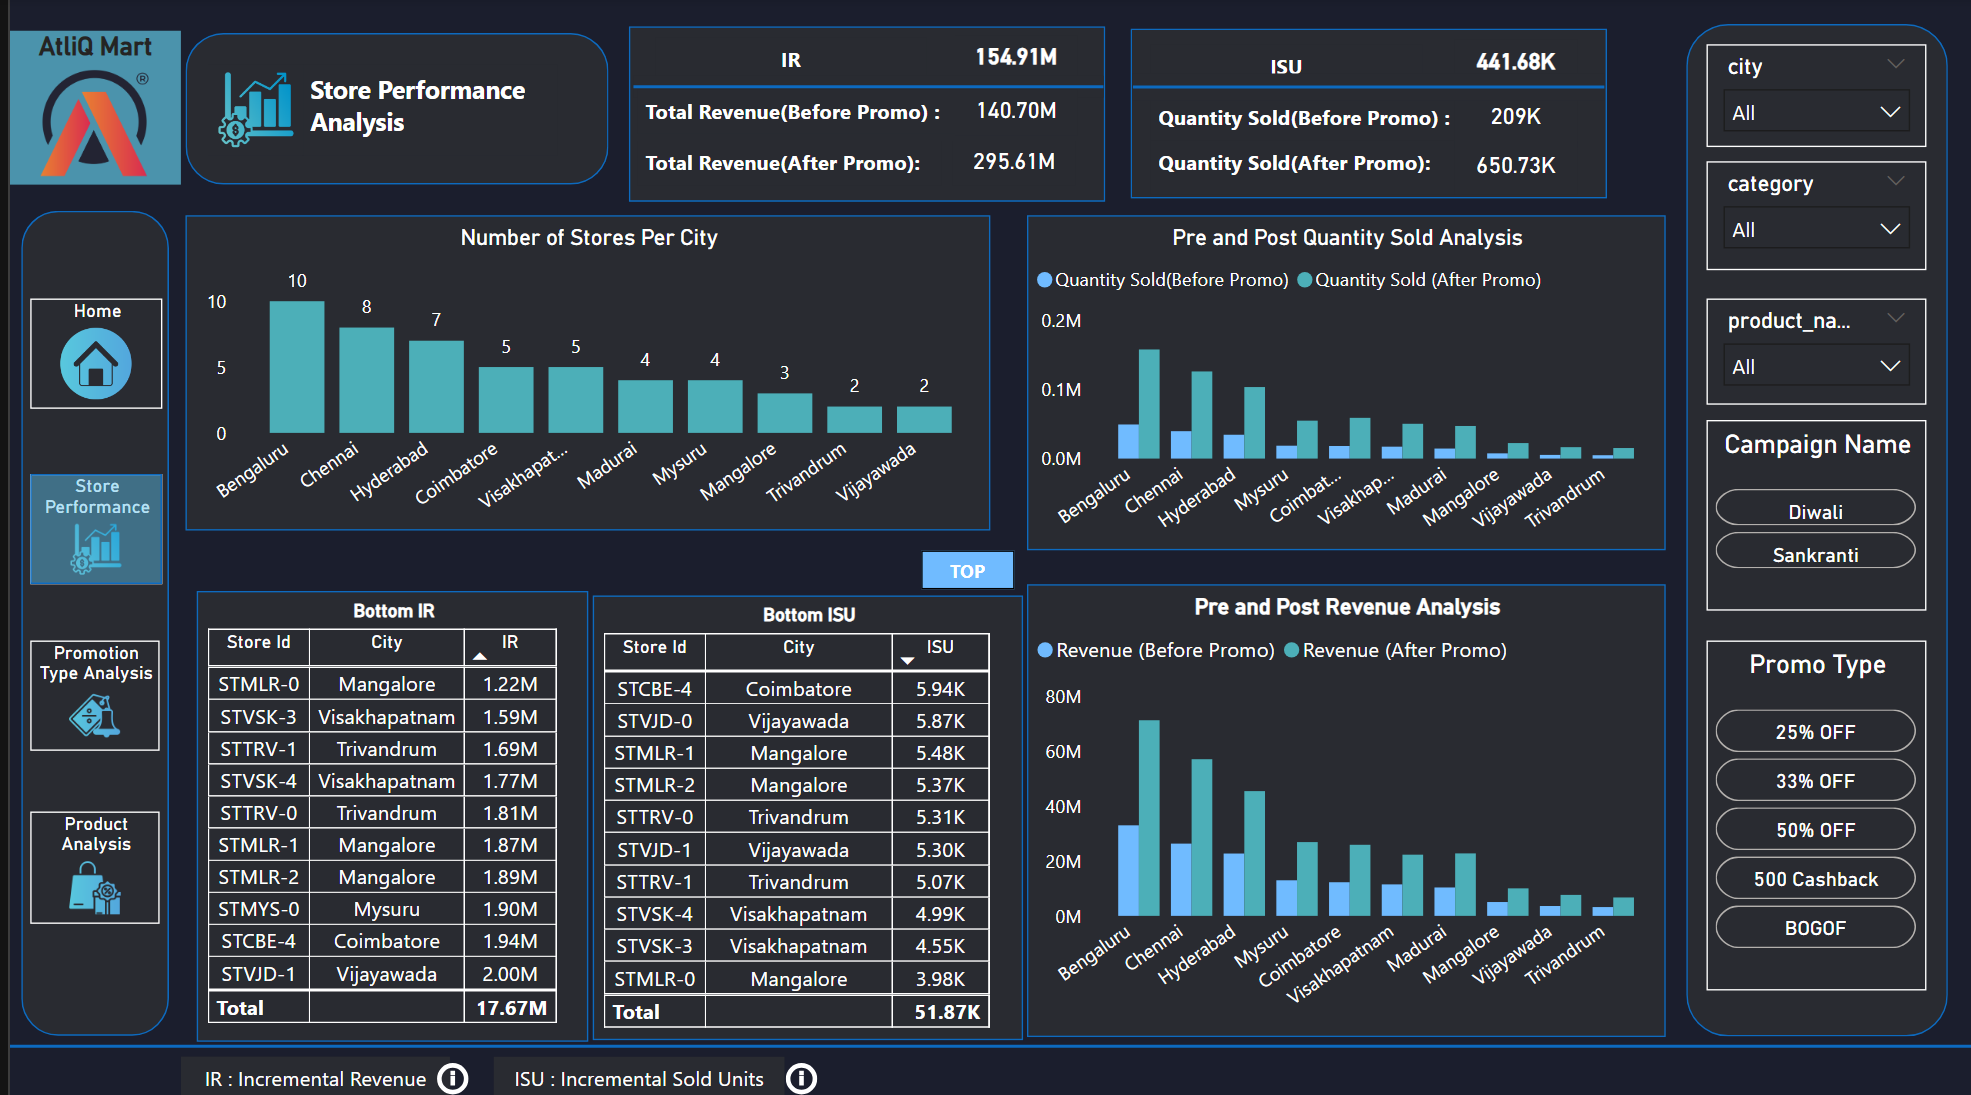 AtliQ Mart
®
Store Performance
Analysis
IR 154.91M
Total Revenue(Before Promo) : 140.70M
Total Revenue(After Promo): 295.61M
ISU 441.68K
Quantity Sold(Before Promo) : 209K
Quantity Sold(After Promo): 650.73K
Home
Store
Performance
Promotion
Type Analysis
Product
Analysis
Number of Stores Per City
10
5
0
10 8 7 5 5 4 4 3 2 2
Bengaluru Chennai Hyderabad Coimbatore Visakhapat... Madurai Mysuru Mangalore Trivandrum Vijayawada
Pre and Post Quantity Sold Analysis
Quantity Sold(Before Promo) Quantity Sold (After Promo)
0.2M
0.1M
0.0M
Bengaluru Chennai Hyderabad Mysuru Coimbat... Visakhap... Madurai Mangalore Vijayawada Trivandrum
TOP
Bottom IR
Store Id City IR
STMLR-0 Mangalore 1.22M
STVSK-3 Visakhapatnam 1.59M
STTRV-1 Trivandrum 1.69M
STVSK-4 Visakhapatnam 1.77M
STTRV-0 Trivandrum 1.81M
STMLR-1 Mangalore 1.87M
STMLR-2 Mangalore 1.89M
STMYS-0 Mysuru 1.90M
STCBE-4 Coimbatore 1.94M
STVJD-1 Vijayawada 2.00M
Total 17.67M
Bottom ISU
Store Id City ISU
STCBE-4 Coimbatore 5.94K
STVJD-0 Vijayawada 5.87K
STMLR-1 Mangalore 5.48K
STMLR-2 Mangalore 5.37K
STTRV-0 Trivandrum 5.31K
STVJD-1 Vijayawada 5.30K
STTRV-1 Trivandrum 5.07K
STVSK-4 Visakhapatnam 4.99K
STVSK-3 Visakhapatnam 4.55K
STMLR-0 Mangalore 3.98K
Total 51.87K
Pre and Post Revenue Analysis
Revenue (Before Promo) Revenue (After Promo)
80M
60M
40M
20M
0M
Bengaluru Chennai Hyderabad Mysuru Coimbatore Visakhapatnam Madurai Mangalore Vijayawada Trivandrum
city
All
category
All
product_na...
All
Campaign Name
Diwali
Sankranti
Promo Type
25% OFF
33% OFF
50% OFF
500 Cashback
BOGOF
IR : Incremental Revenue
ISU : Incremental Sold Units